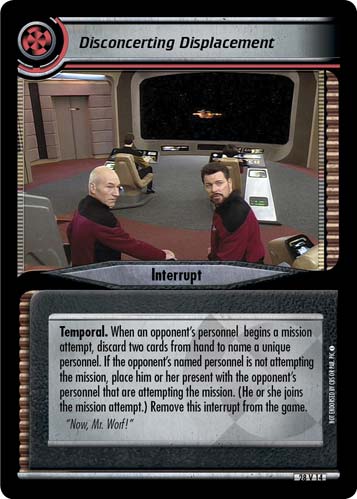 Disconcerting Displacement
Interrupt
Temporal. When an opponent's personnel begins a mission
attempt, discard two cards from hand to name a unique
personnel. If the opponent's named personnel is not attempting
the mission, place him or her present with the opponent's
personnel that are attempting the mission. (He or she joins
the mission attempt.) Remove this interrupt from the game.
"Now, Mr. Worf!"
NOT ENDORSED BY CBS OR PAR. PIC.
28 V 14